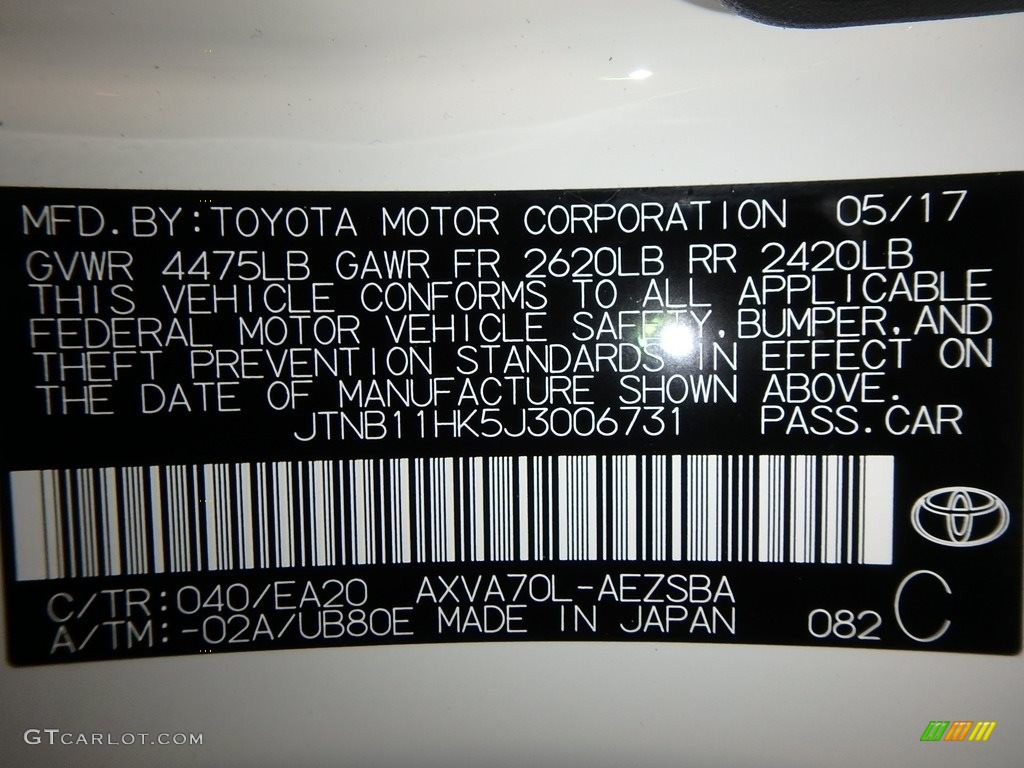 MFD. BY: TOYOTA MOTOR CORPORATION 05/17
GVWR 4475LB GAWR FR 2620LB RR 2420LB
THIS VEHICLE CONFORMS TO ALL APPLICABLE
FEDERAL MOTOR VEHICLE SAFETY, BUMPER, AND
THEFT PREVENTION STANDARDS IN EFFECT ON
THE DATE OF MANUFACTURE SHOWN ABOVE.
JTNB11HK5J3006731 PASS. CAR
C/TR: 040/EA20 AXVA70L-AEZSBA
A/TM: -02A/UB80E MADE IN JAPAN 082 C
GTCARLOT.COM